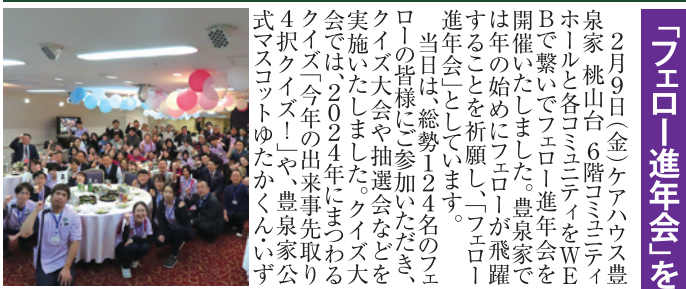 「フェロー進年会」を
２月９日（金）ケアハウス豊
泉家 桃山台 ６階コミュニティ
ホールと各コミュニティをＷＥ
Ｂで繋いでフェロー進年会を
開催いたしました。豊泉家で
は年の始めにフェローが飛躍
することを祈願し、「フェロー
進年会」としています。
当日は、総勢１２４名のフェ
ローの皆様にご参加いただき、
クイズ大会や抽選会などを
実施いたしました。クイズ大
会では、２０２４年にまつわる
クイズ「今年の出来事先取り
４択クイズ！」や、豊泉家公
式マスコットゆたかくん・いず